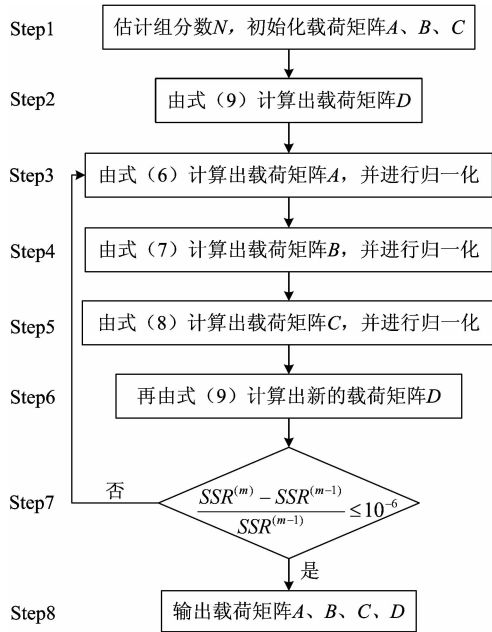 Step1
估计组分数N，初始化载荷矩阵A、B、C
Step2
由式（9）计算出载荷矩阵D
Step3
由式（6）计算出载荷矩阵A，并进行归一化
Step4
由式（7）计算出载荷矩阵B，并进行归一化
Step5
由式（8）计算出载荷矩阵C，并进行归一化
Step6
再由式（9）计算出新的载荷矩阵D
Step7
否
(SSR^(m) − SSR^(m−1)) / SSR^(m−1) ≤ 10^−6
是
Step8
输出载荷矩阵A、B、C、D